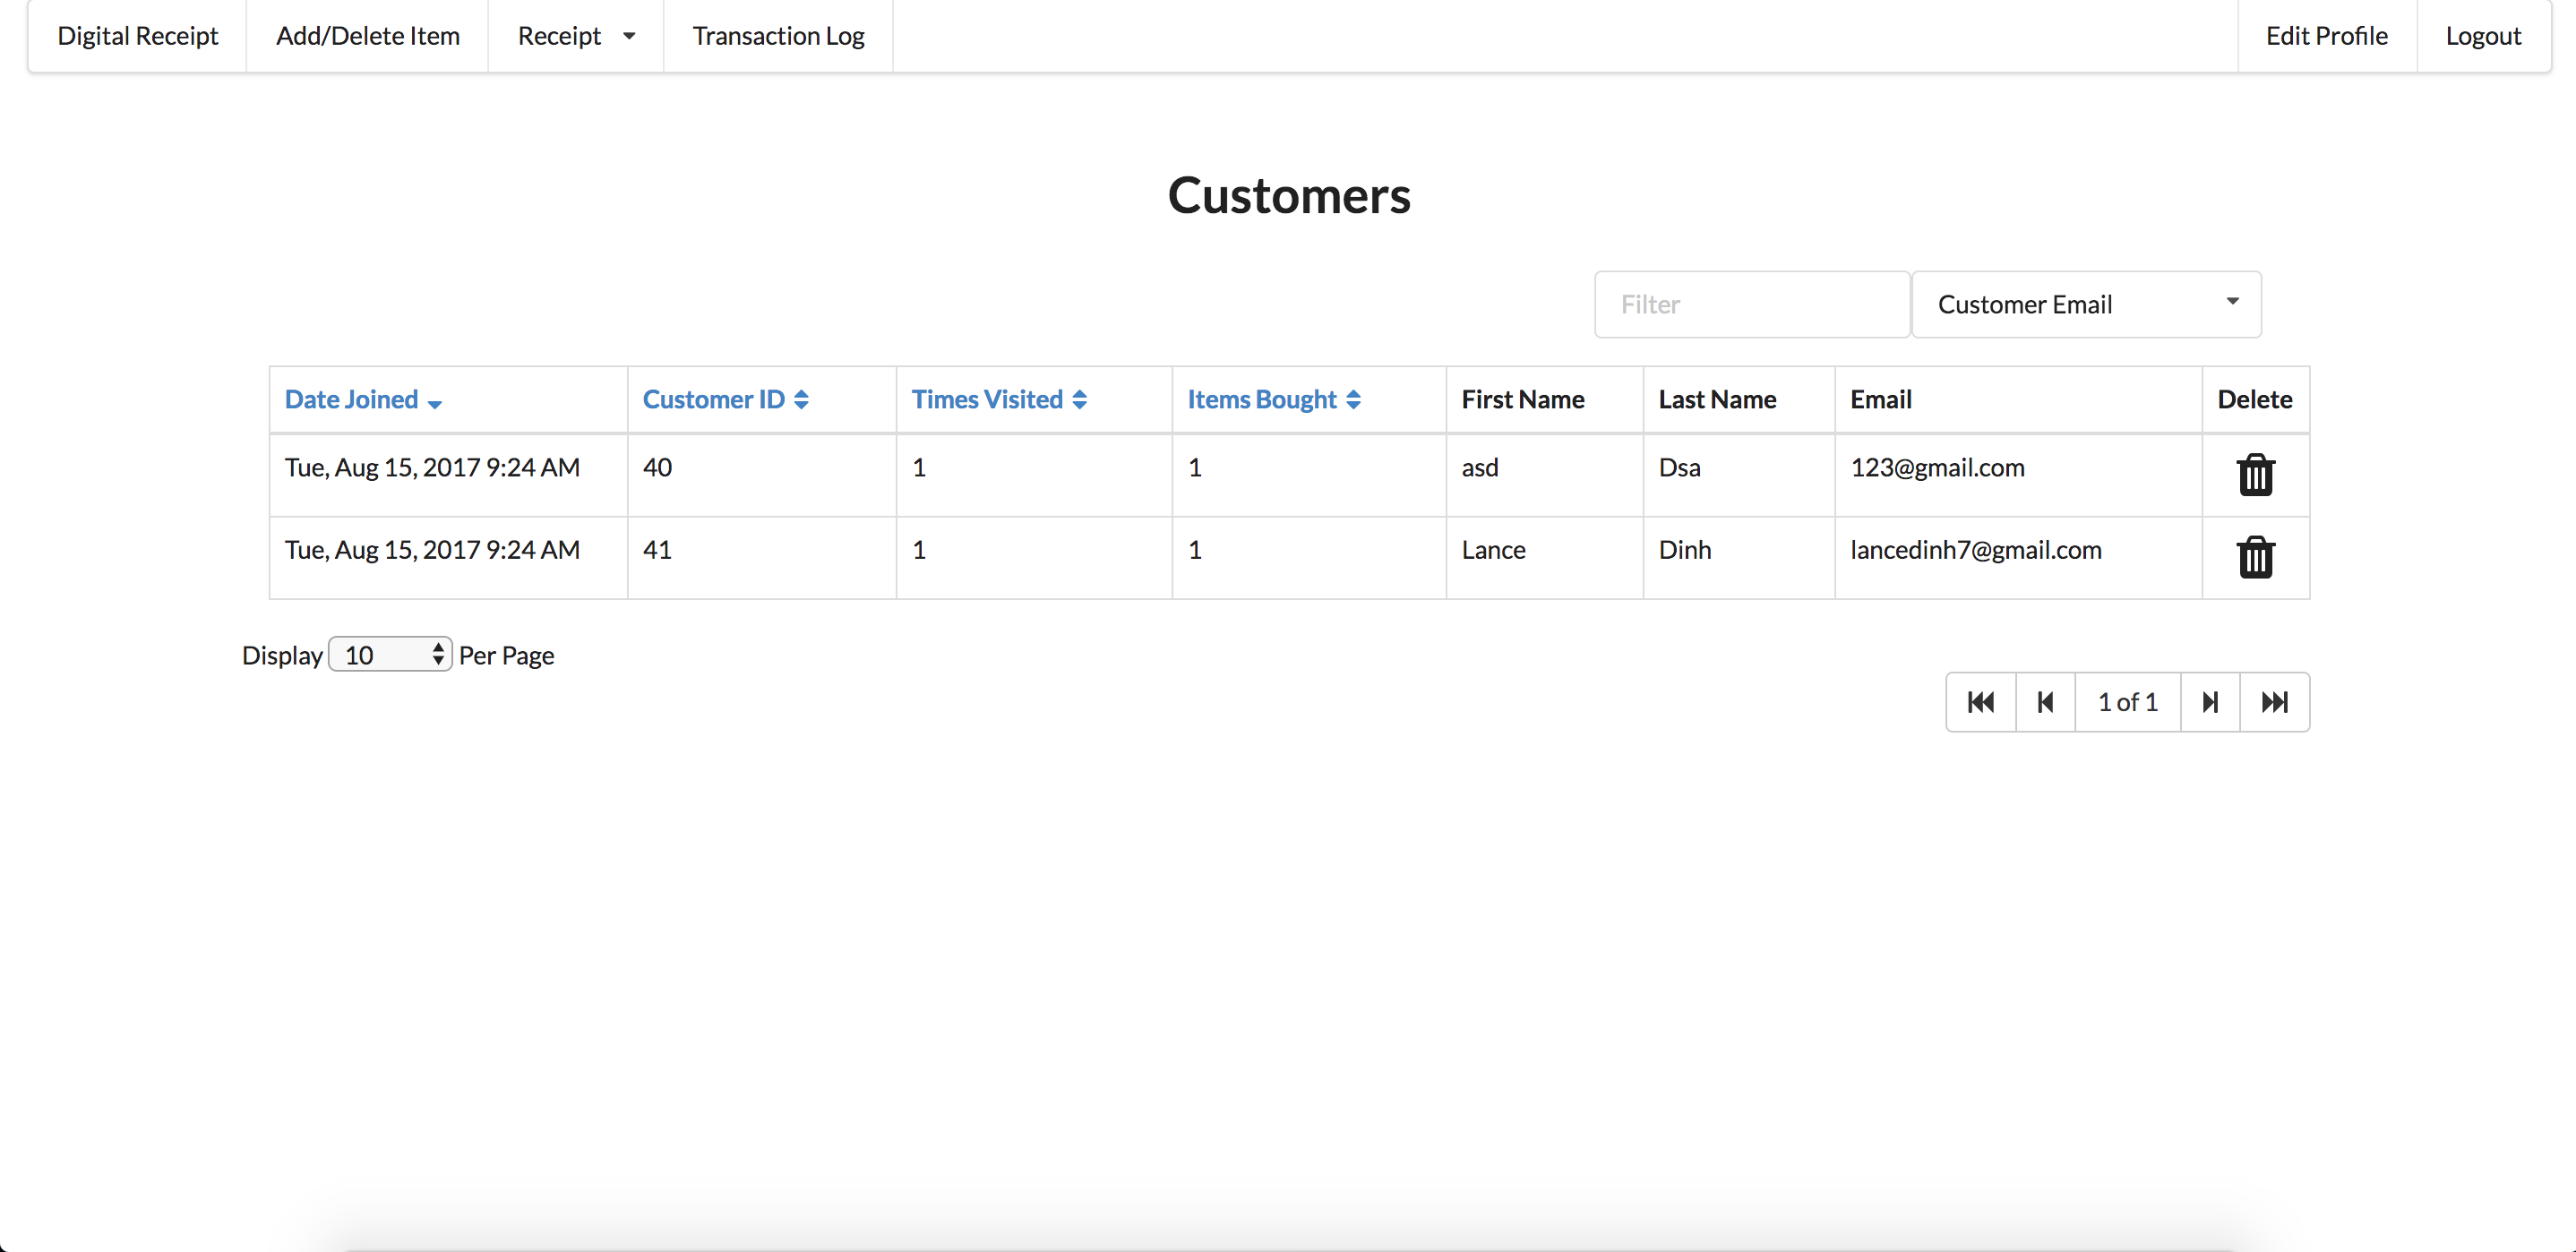 Digital Receipt Add/Delete Item Receipt Transaction Log Edit Profile Logout
Customers
Filter Customer Email
Date Joined Customer ID Times Visited Items Bought First Name Last Name Email Delete
Tue, Aug 15, 2017 9:24 AM 40 1 1 asd Dsa 123@gmail.com
Tue, Aug 15, 2017 9:24 AM 41 1 1 Lance Dinh lancedinh7@gmail.com
Display 10 Per Page
1 of 1